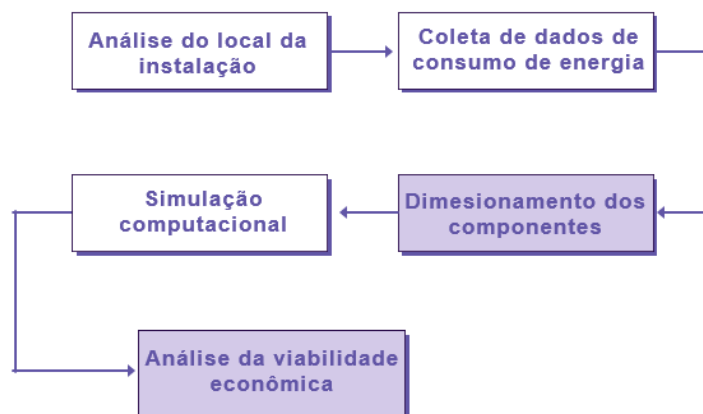 Análise do local da
instalação
Coleta de dados de
consumo de energia
Dimesionamento dos
componentes
Simulação
computacional
Análise da viabilidade
econômica